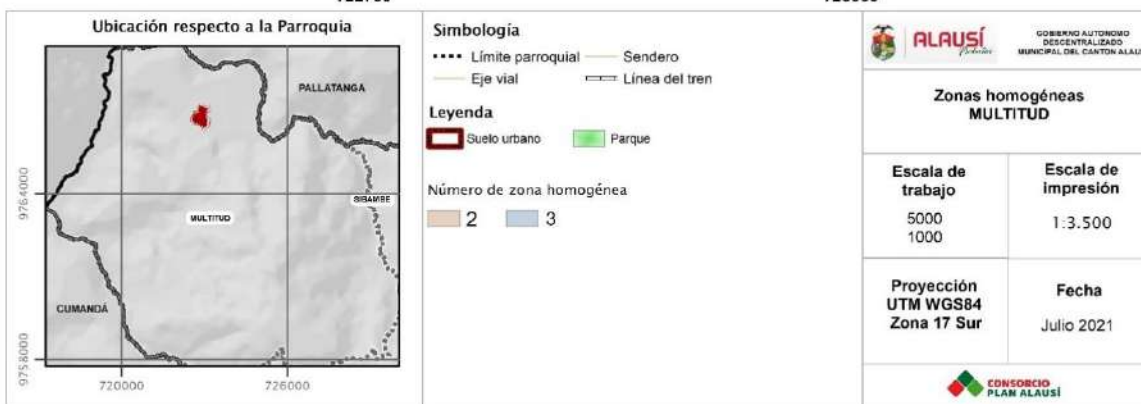 Ubicación respecto a la Parroquia
PALLATANGA
SIBAMBE
MULTITUD
CUMANDÁ
9764000
9758000
720000
726000
Simbología
Límite parroquial
Sendero
Eje vial
Línea del tren
Leyenda
Suelo urbano
Parque
Número de zona homogénea
2
3
ALAUSÍ
GOBIERNO AUTONOMO
DESCENTRALIZADO
MUNICIPAL DEL CANTON
Zonas homogéneas
MULTITUD
Escala de
trabajo
5000
1000
Escala de
impresión
1:3.500
Proyección
UTM WGS84
Zona 17 Sur
Fecha
Julio 2021
CONSORCIO
PLAN ALAUSÍ